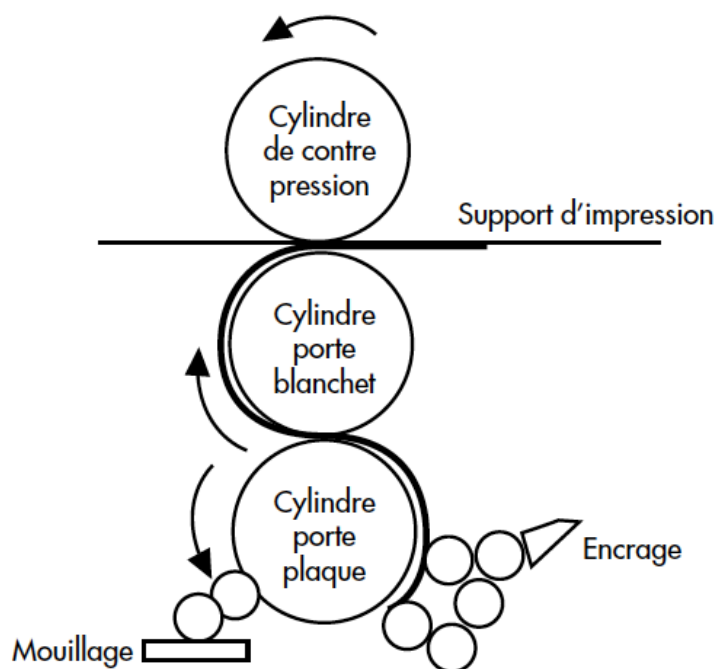 Cylindre
de contre
pression
Support d’impression
Cylindre
porte
blanchet
Cylindre
porte
plaque
Encrage
Mouillage